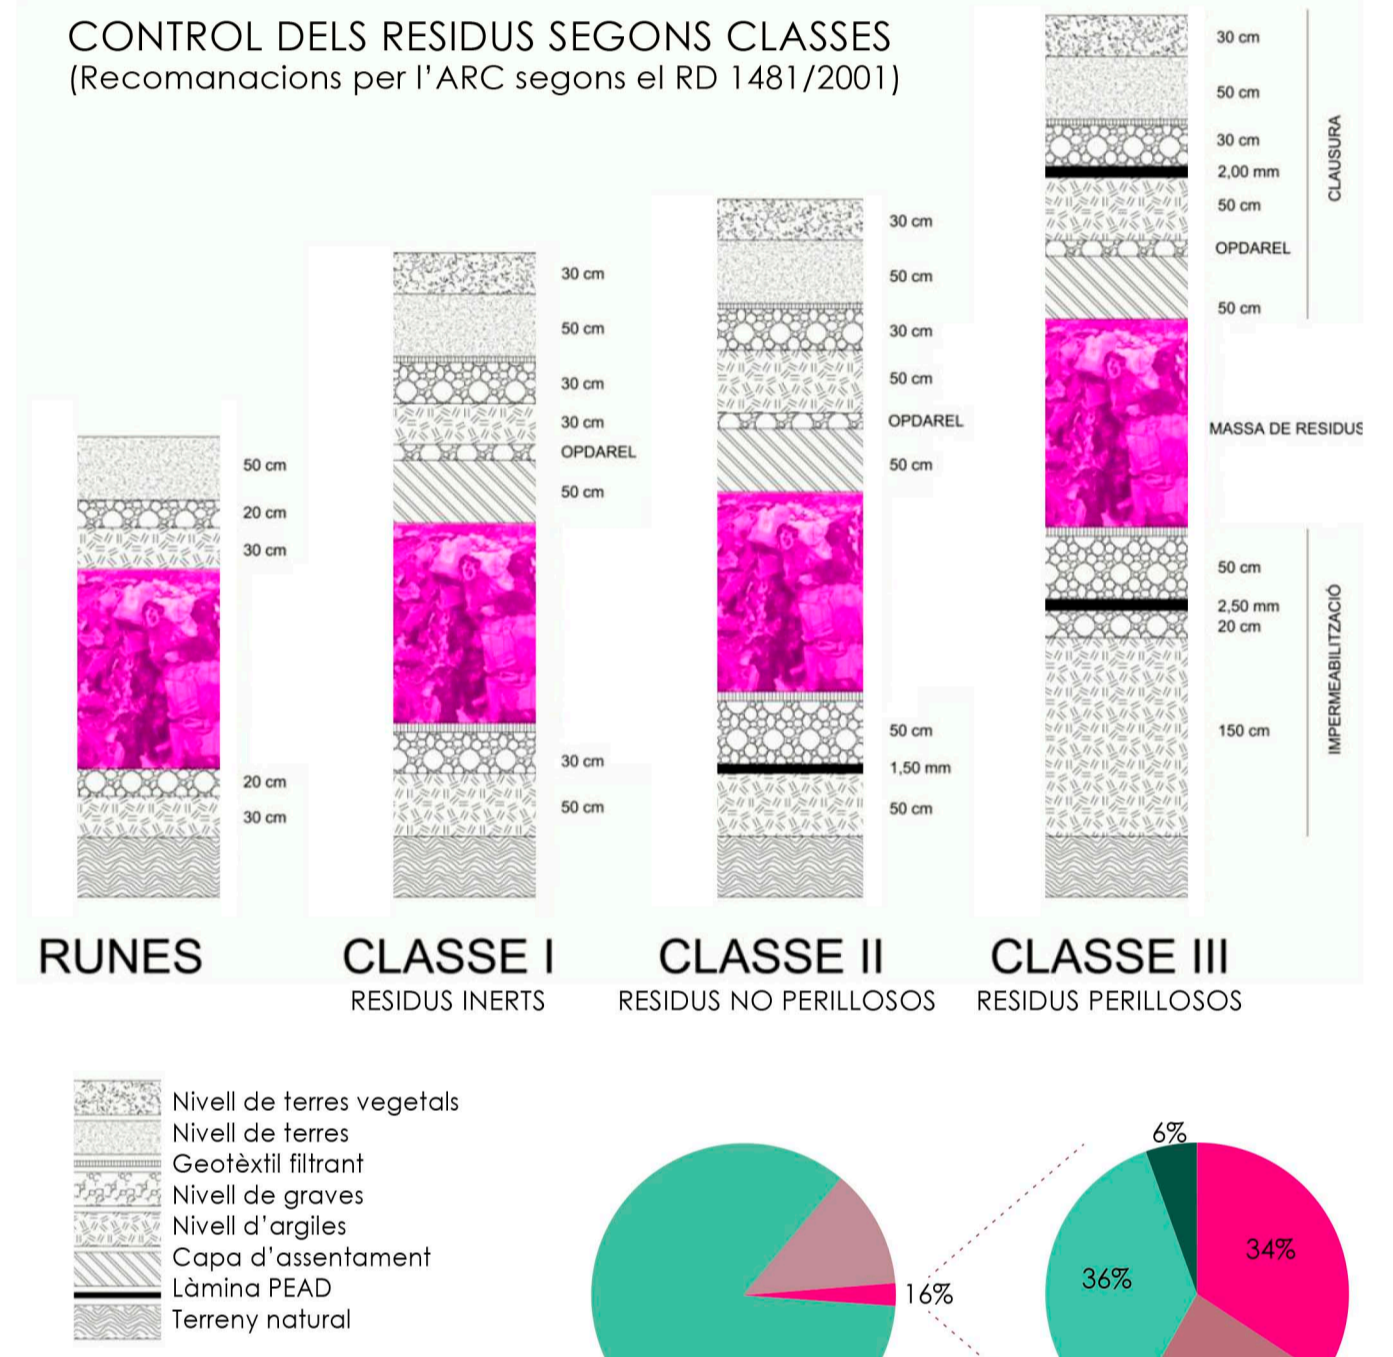 CONTROL DELS RESIDUS SEGONS CLASSES
(Recomanacions per l'ARC segons el RD 1481/2001)
50 cm
20 cm
30 cm
20 cm
30 cm
RUNES
30 cm
50 cm
30 cm
30 cm
OPDAREL
50 cm
30 cm
50 cm
CLASSE I
RESIDUS INERTS
30 cm
50 cm
30 cm
50 cm
OPDAREL
50 cm
50 cm
1,50 mm
50 cm
CLASSE II
RESIDUS NO PERILLOSOS
30 cm
50 cm
30 cm
2,00 mm
50 cm
OPDAREL
50 cm
CLAUSURA
MASSA DE RESIDUS
50 cm
2,50 mm
20 cm
150 cm
IMPERMEABILITZACIÓ
CLASSE III
RESIDUS PERILLOSOS
Nivell de terres vegetals
Nivell de terres
Geotèxtil filtrant
Nivell de graves
Nivell d'argiles
Capa d'assentament
Làmina PEAD
Terreny natural
16%
6%
34%
36%